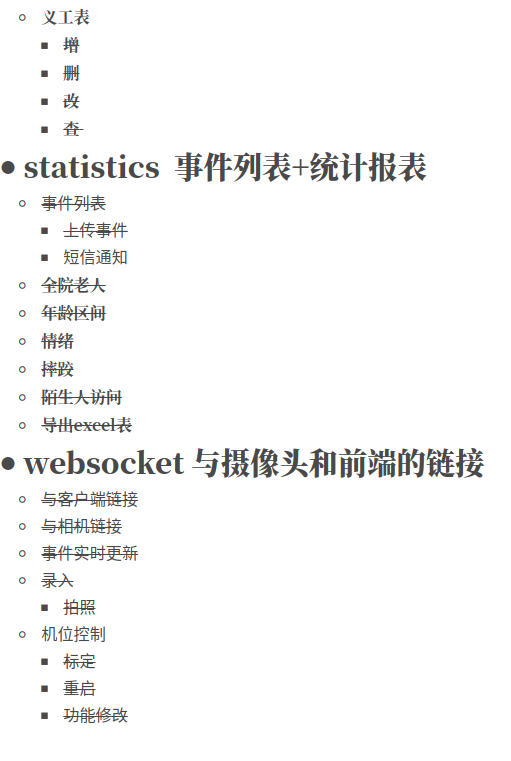 义工表
增
删
改
查
statistics 事件列表+统计报表
事件列表
上传事件
短信通知
全院老人
年龄区间
情绪
摔跤
陌生人访问
导出excel表
websocket 与摄像头和前端的链接
与客户端链接
与相机链接
事件实时更新
录入
拍照
机位控制
标定
重启
功能修改